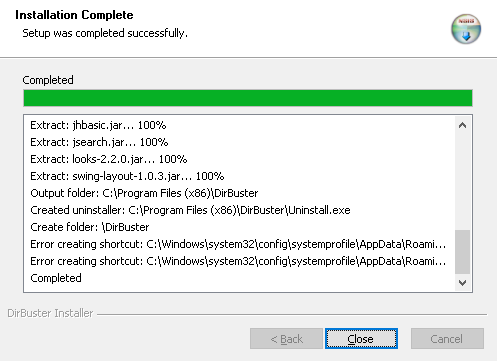 Installation Complete
Setup was completed successfully.
Completed
Extract: jhbasic.jar... 100%
Extract: jsearch.jar... 100%
Extract: looks-2.2.0.jar... 100%
Extract: swing-layout-1.0.3.jar... 100%
Output folder: C:\Program Files (x86)\DirBuster
Created uninstaller: C:\Program Files (x86)\DirBuster\Uninstall.exe
Create folder: \DirBuster
Error creating shortcut: C:\Windows\system32\config\systemprofile\AppData\Roami...
Error creating shortcut: C:\Windows\system32\config\systemprofile\AppData\Roami...
Completed
DirBuster Installer
< Back Close Cancel